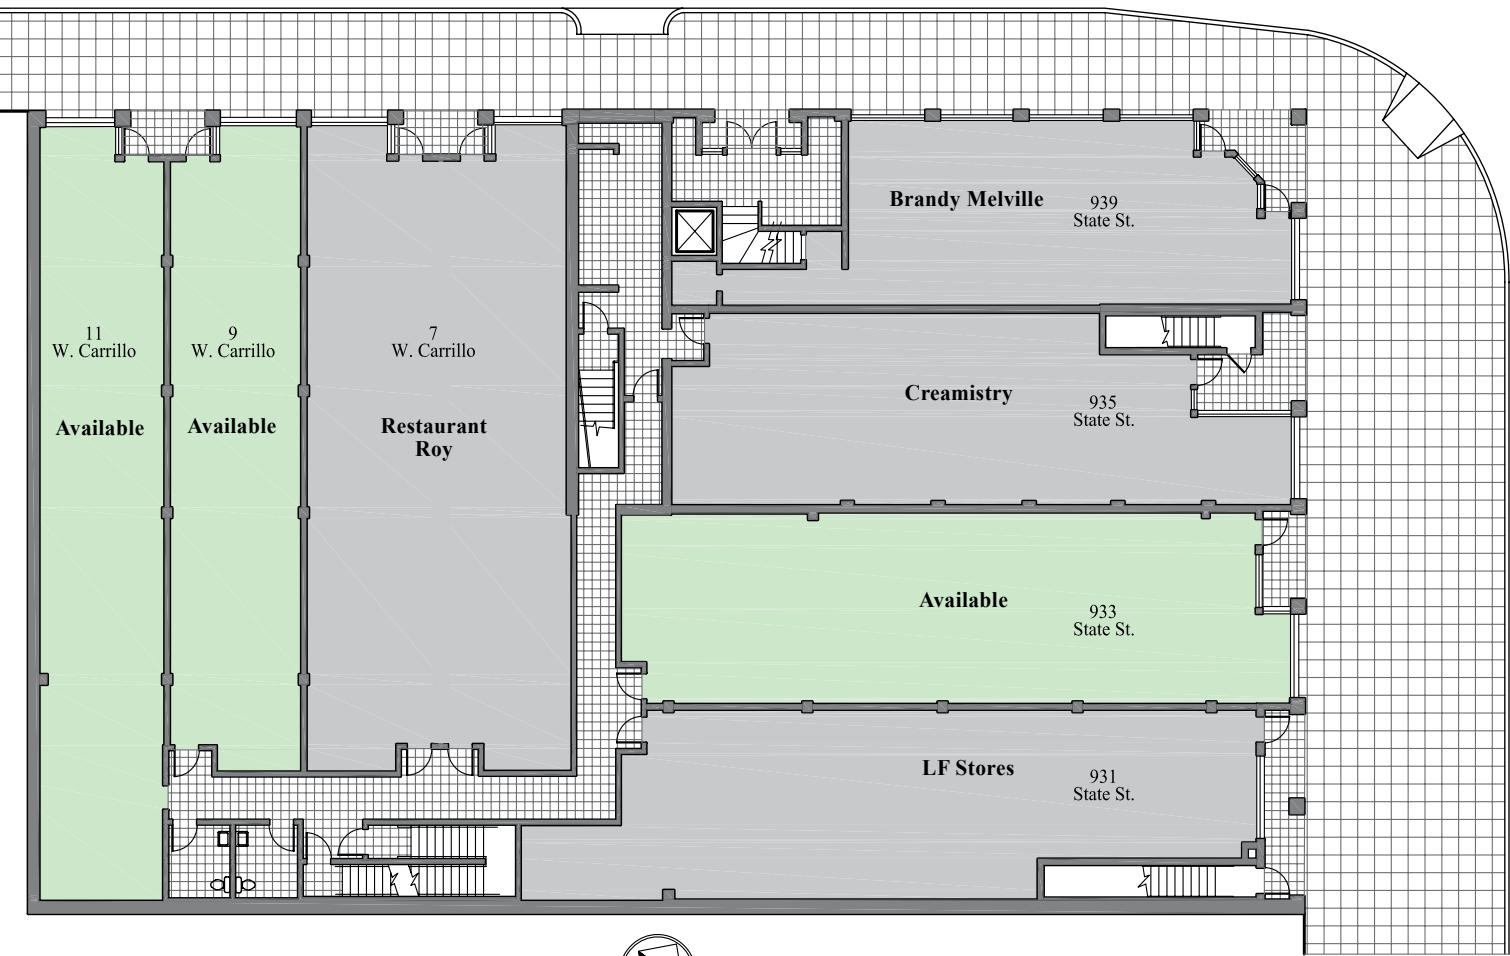 Brandy Melville
939
State St.
11
W. Carrillo
Available
9
W. Carrillo
Available
7
W. Carrillo
Restaurant
Roy
Creamistry
935
State St.
Available
933
State St.
LF Stores
931
State St.